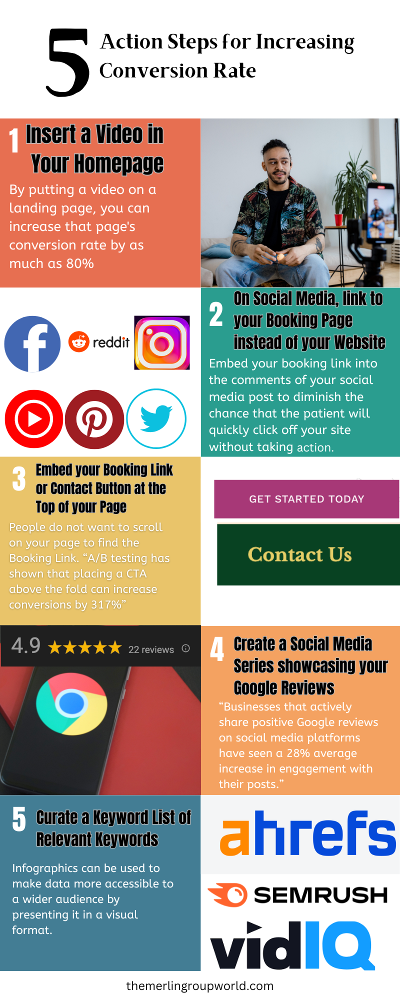 5
Action Steps for Increasing
Conversion Rate
1
Insert a Video in
Your Homepage
By putting a video on a
landing page, you can
increase that page's
conversion rate by as
much as 80%
reddit
2
On Social Media, link to
your Booking Page
instead of your Website
Embed your booking link into
the comments of your social
media post to diminish the
chance that the patient will
quickly click off your site
without taking action.
3
Embed your Booking Link
or Contact Button at the
Top of your Page
People do not want to scroll
on your page to find the
Booking Link. “A/B testing has
shown that placing a CTA
above the fold can increase
conversions by 317%”
GET STARTED TODAY
Contact Us
4.9 22 reviews
4
Create a Social Media
Series showcasing your
Google Reviews
“Businesses that actively
share positive Google reviews
on social media platforms
have seen a 28% average
increase in engagement with
their posts.”
5
Curate a Keyword List of
Relevant Keywords
Infographics can be used to
make data more accessible to
a wider audience by
presenting it in a visual
format.
ahrefs
SEMRUSH
vidIQ
themerlingroupworld.com